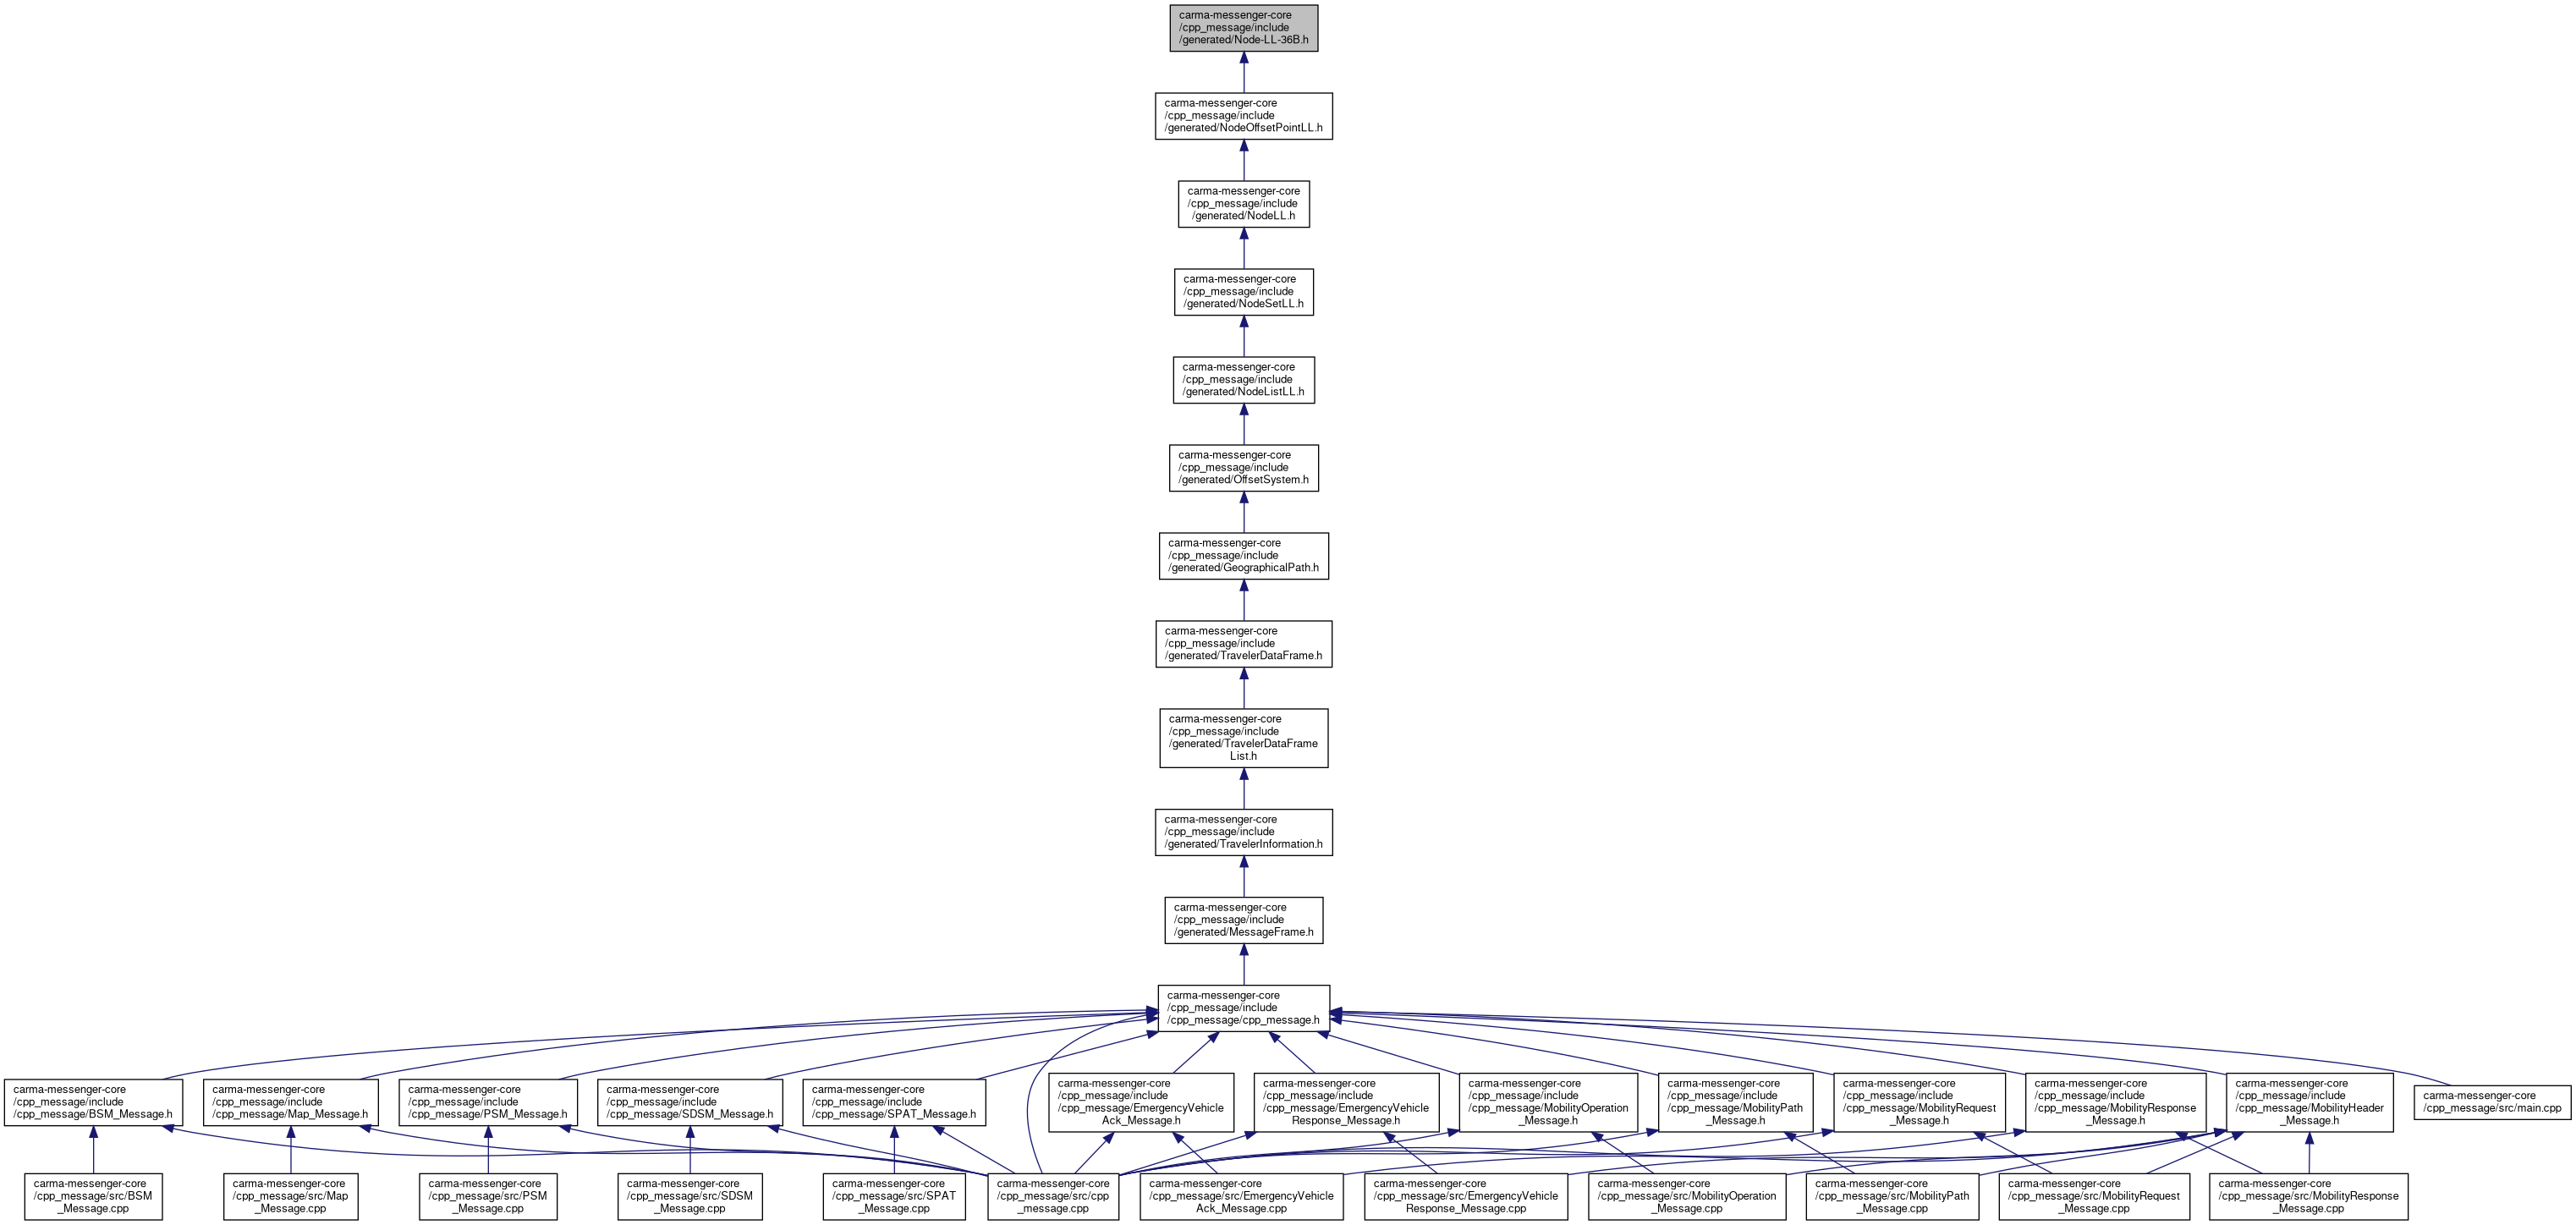 carma-messenger-core
/cpp_message/include
/generated/Node-LL-36B.h
carma-messenger-core
/cpp_message/include
/generated/NodeOffsetPointLL.h
carma-messenger-core
/cpp_message/include
/generated/NodeLL.h
carma-messenger-core
/cpp_message/include
/generated/NodeSetLL.h
carma-messenger-core
/cpp_message/include
/generated/NodeListLL.h
carma-messenger-core
/cpp_message/include
/generated/OffsetSystem.h
carma-messenger-core
/cpp_message/include
/generated/GeographicalPath.h
carma-messenger-core
/cpp_message/include
/generated/TravelerDataFrame.h
carma-messenger-core
/cpp_message/include
/generated/TravelerDataFrame
List.h
carma-messenger-core
/cpp_message/include
/generated/TravelerInformation.h
carma-messenger-core
/cpp_message/include
/generated/MessageFrame.h
carma-messenger-core
/cpp_message/include
/cpp_message/cpp_message.h
carma-messenger-core
/cpp_message/include
/cpp_message/BSM_Message.h
carma-messenger-core
/cpp_message/include
/cpp_message/Map_Message.h
carma-messenger-core
/cpp_message/include
/cpp_message/PSM_Message.h
carma-messenger-core
/cpp_message/include
/cpp_message/SDSM_Message.h
carma-messenger-core
/cpp_message/include
/cpp_message/SPAT_Message.h
carma-messenger-core
/cpp_message/include
/cpp_message/EmergencyVehicle
Ack_Message.h
carma-messenger-core
/cpp_message/include
/cpp_message/EmergencyVehicle
Response_Message.h
carma-messenger-core
/cpp_message/include
/cpp_message/MobilityOperation
_Message.h
carma-messenger-core
/cpp_message/include
/cpp_message/MobilityPath
_Message.h
carma-messenger-core
/cpp_message/include
/cpp_message/MobilityRequest
_Message.h
carma-messenger-core
/cpp_message/include
/cpp_message/MobilityResponse
_Message.h
carma-messenger-core
/cpp_message/include
/cpp_message/MobilityHeader
_Message.h
carma-messenger-core
/cpp_message/src/main.cpp
carma-messenger-core
/cpp_message/src/BSM
_Message.cpp
carma-messenger-core
/cpp_message/src/Map
_Message.cpp
carma-messenger-core
/cpp_message/src/PSM
_Message.cpp
carma-messenger-core
/cpp_message/src/SDSM
_Message.cpp
carma-messenger-core
/cpp_message/src/SPAT
_Message.cpp
carma-messenger-core
/cpp_message/src/cpp
_message.cpp
carma-messenger-core
/cpp_message/src/EmergencyVehicle
Ack_Message.cpp
carma-messenger-core
/cpp_message/src/EmergencyVehicle
Response_Message.cpp
carma-messenger-core
/cpp_message/src/MobilityOperation
_Message.cpp
carma-messenger-core
/cpp_message/src/MobilityPath
_Message.cpp
carma-messenger-core
/cpp_message/src/MobilityRequest
_Message.cpp
carma-messenger-core
/cpp_message/src/MobilityResponse
_Message.cpp